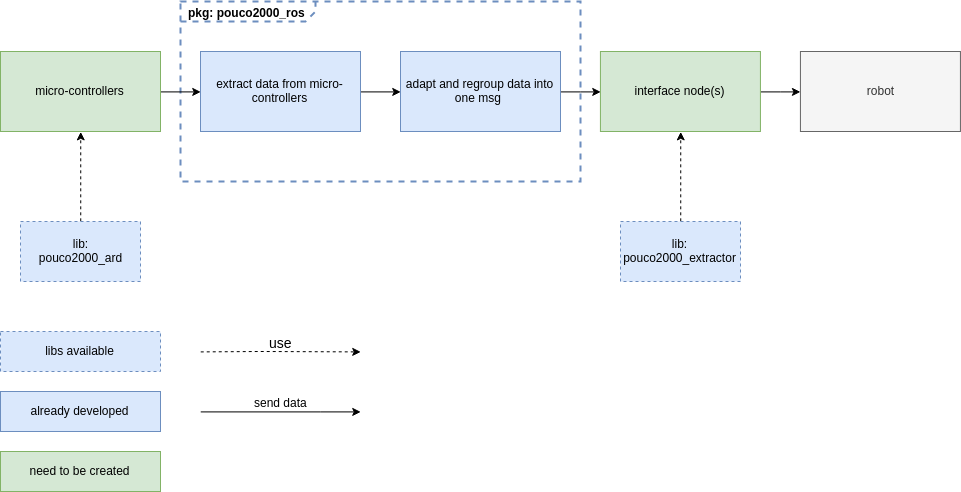 pkg: pouco2000_ros
micro-controllers
extract data from micro-
controllers
adapt and regroup data into
one msg
interface node(s)
robot
lib:
pouco2000_ard
lib:
pouco2000_extractor
libs available
use
already developed
send data
need to be created